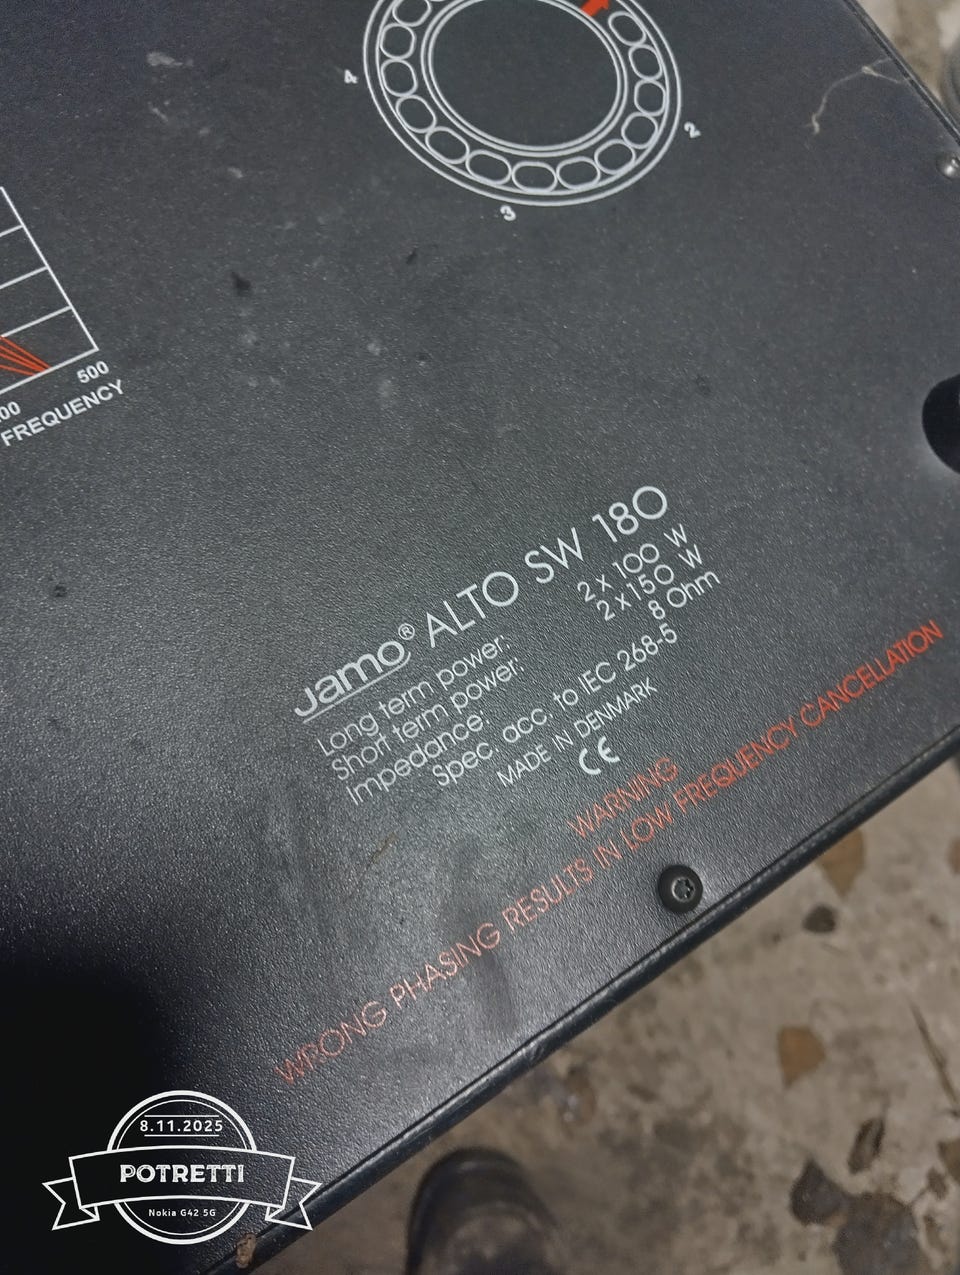 4
2
3
500
00
FREQUENCY
Jamo® ALTO SW 180
Long term power: 2 x 100 W
Short term power: 2 x 150 W
Impedance: 8 Ohm
Spec. acc. to IEC 268-5
MADE IN DENMARK
CE
WARNING
WRONG PHASING RESULTS IN LOW FREQUENCY CANCELLATION
8.11.2025
POTRETTI
Nokia G42 5G